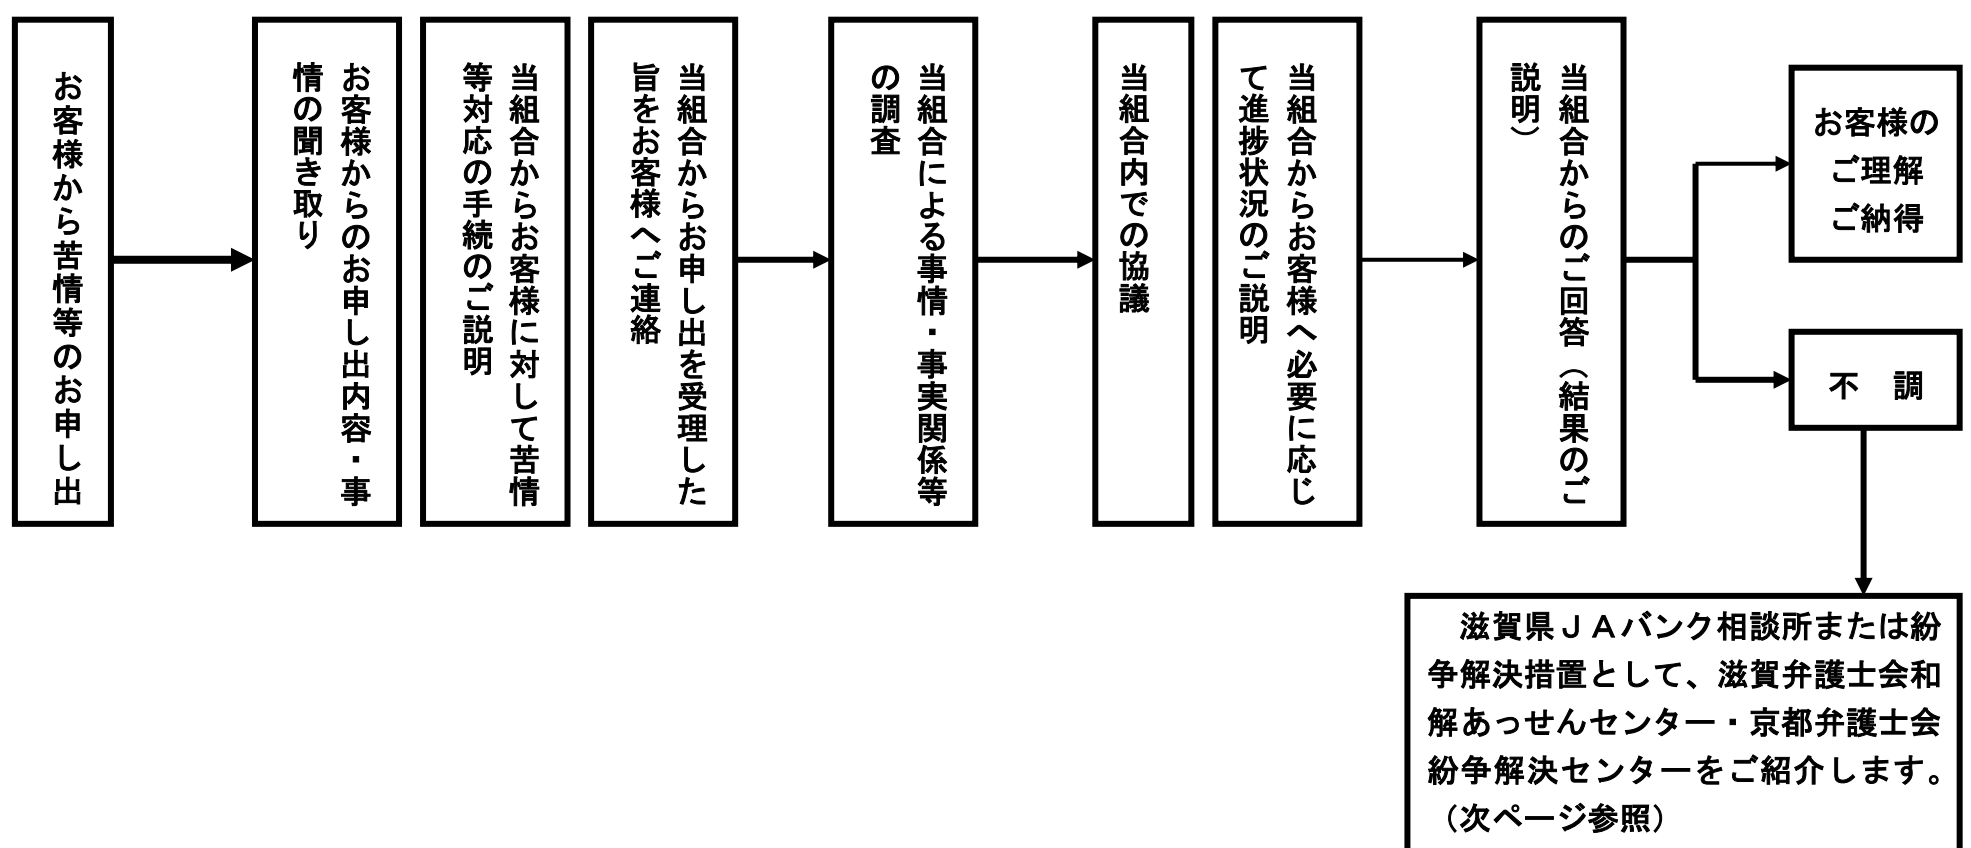 お客様から苦情等のお申し出
お客様からのお申し出内容・事
情の聞き取り
当組合からお客様に対して苦情
等対応の手続のご説明
当組合からお申し出を受理した
旨をお客様へご連絡
当組合による事情・事実関係等
の調査
当組合内での協議
当組合からお客様へ必要に応じ
て進捗状況のご説明
当組合からのご回答（結果のご
説明）
お客様の
ご理解
ご納得
不　調
滋賀県ＪＡバンク相談所または紛
争解決措置として、滋賀弁護士会和
解あっせんセンター・京都弁護士会
紛争解決センターをご紹介します。
（次ページ参照）